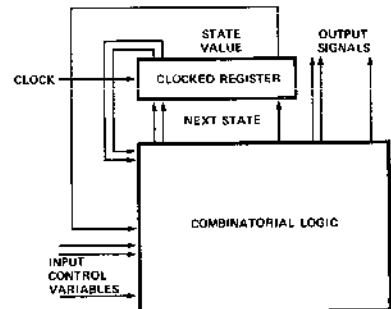 STATE
VALUE
OUTPUT
SIGNALS
CLOCK
CLOCKED REGISTER
NEXT STATE
COMBINATORIAL LOGIC
INPUT
CONTROL
VARIABLES